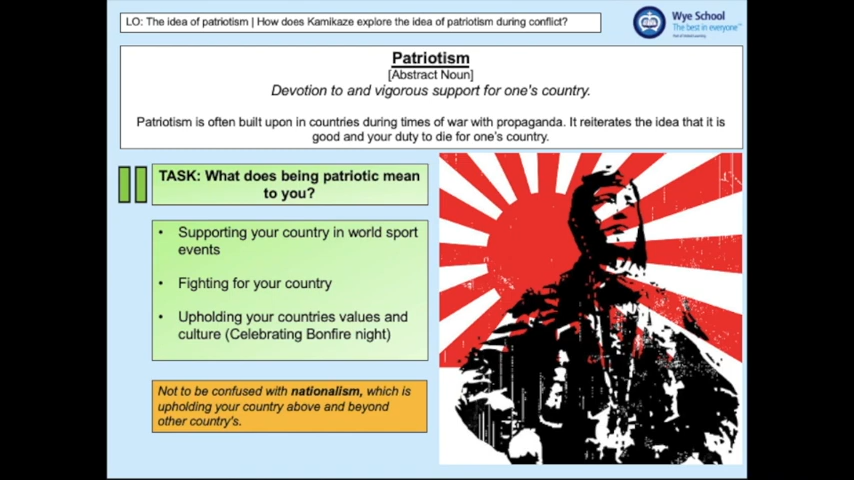 LO: The idea of patriotism | How does Kamikaze explore the idea of patriotism during conflict?
Wye School
The best in everyone™
Part of United Learning
Patriotism
[Abstract Noun]
Devotion to and vigorous support for one's country.
Patriotism is often built upon in countries during times of war with propaganda. It reiterates the idea that it is
good and your duty to die for one's country.
TASK: What does being patriotic mean
to you?
• Supporting your country in world sport
events
• Fighting for your country
• Upholding your countries values and
culture (Celebrating Bonfire night)
Not to be confused with nationalism, which is
upholding your country above and beyond
other country's.